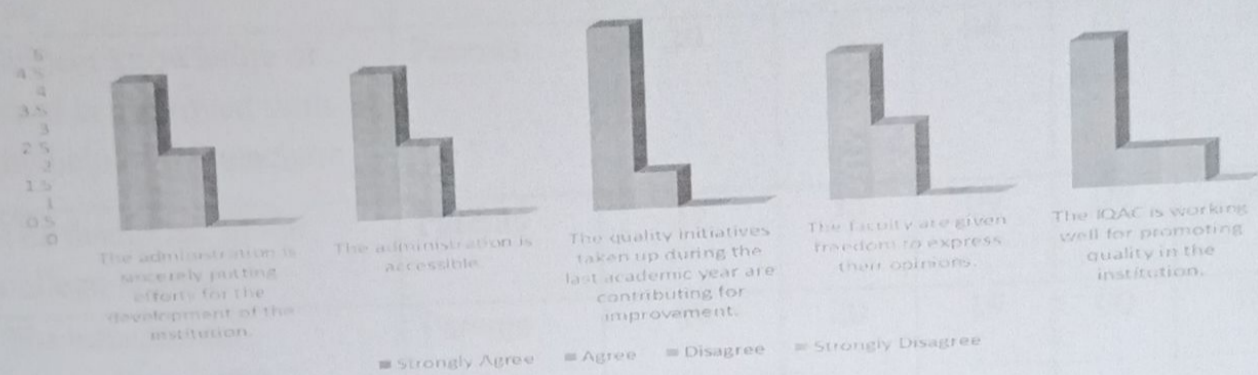 5
4.5
4
3.5
3
2.5
2
1.5
1
0.5
0
The administration is
sincerely putting
efforts for the
development of the
institution.
The administration is
accessible.
The quality initiatives
taken up during the
last academic year are
contributing for
improvement.
The faculty are given
freedom to express
their opinions.
The IQAC is working
well for promoting
quality in the
institution.
Strongly Agree Agree Disagree Strongly Disagree